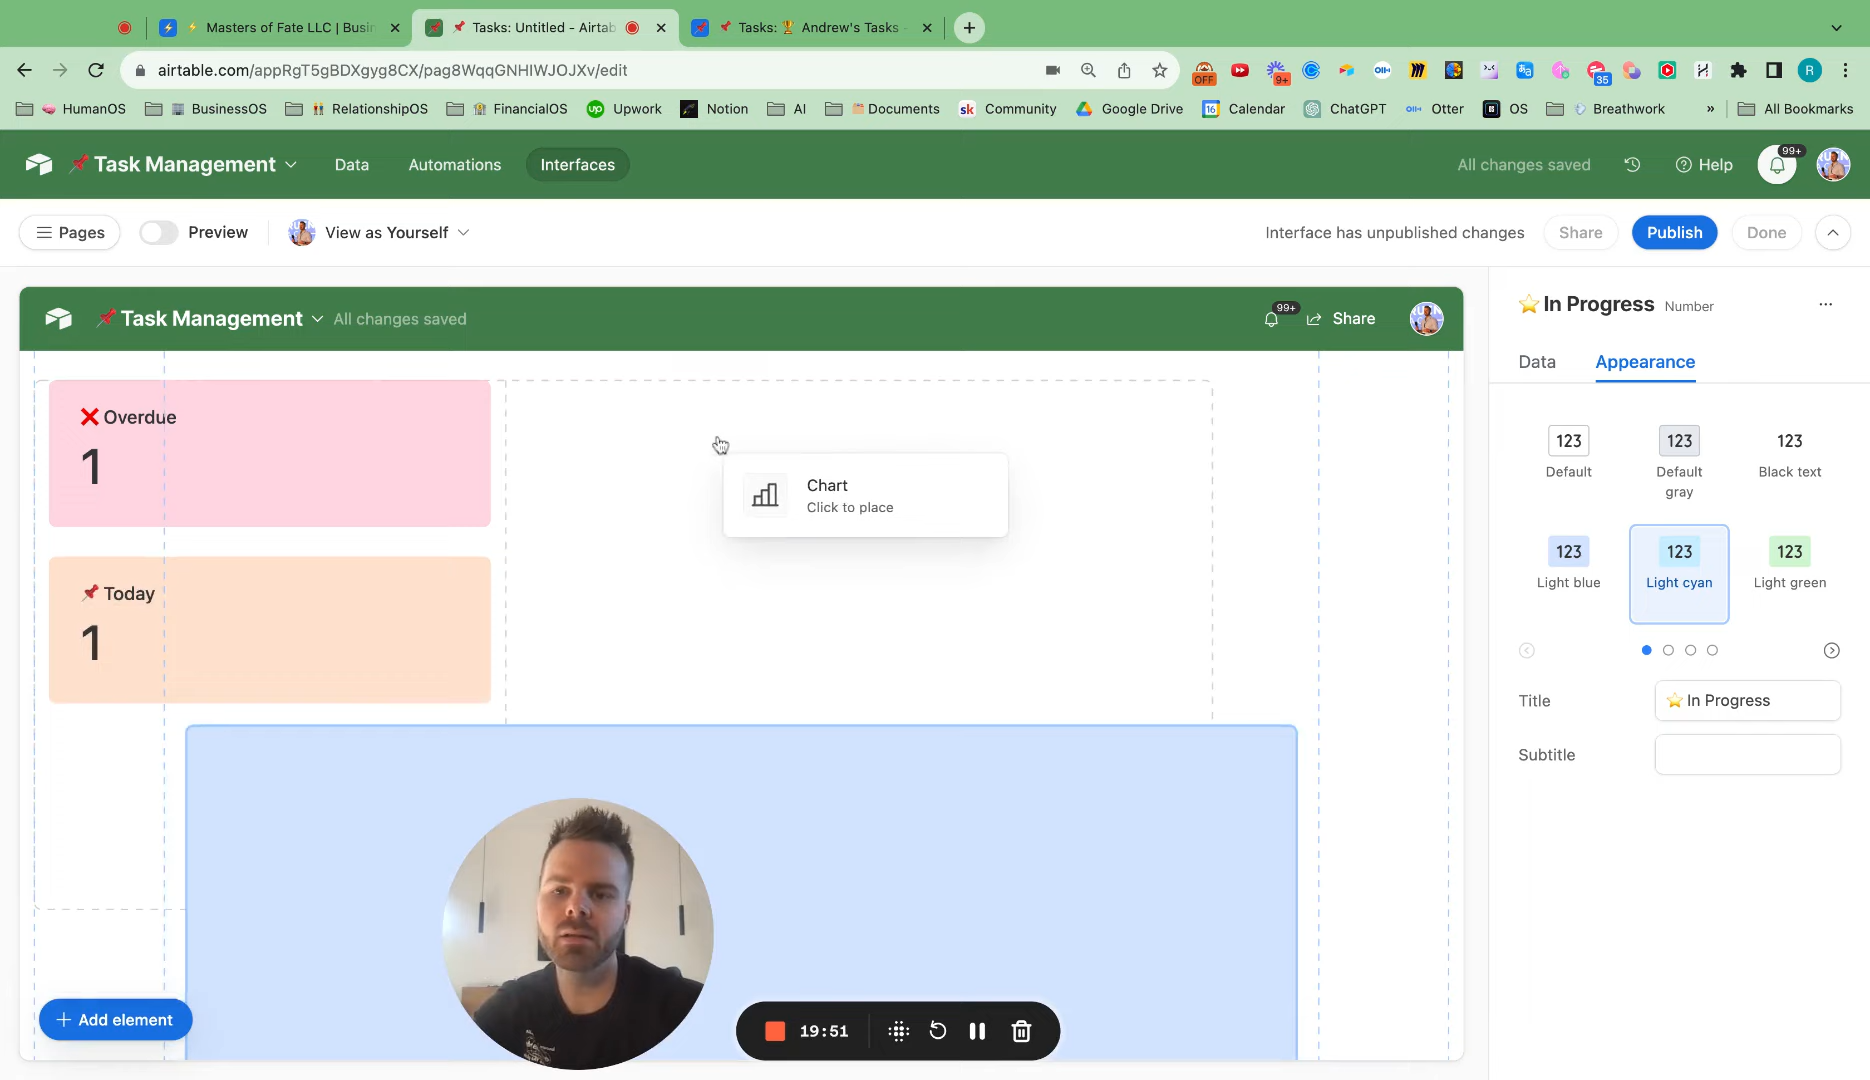 Masters of Fate LLC | Busin
Tasks: Untitled - Airtab
Tasks: 🏆 Andrew's Tasks -
airtable.com/appRgT5gBDXgyg8CX/pag8WqqGNHIWJOJXv/edit
OFF
9+
35
R
HumanOS
BusinessOS
RelationshipOS
FinancialOS
Upwork
Notion
AI
Documents
Community
Google Drive
Calendar
ChatGPT
Otter
OS
Breathwork
»
All Bookmarks
Task Management
Data
Automations
Interfaces
All changes saved
Help
99+
Pages
Preview
View as Yourself
Interface has unpublished changes
Share
Publish
Done
Task Management
All changes saved
99+
Share
❌ Overdue
1
📌 Today
1
Chart
Click to place
Add element
19:51
⭐ In Progress Number
Data
Appearance
123
Default
123
Default
gray
123
Black text
123
Light blue
123
Light cyan
123
Light green
Title
⭐ In Progress
Subtitle